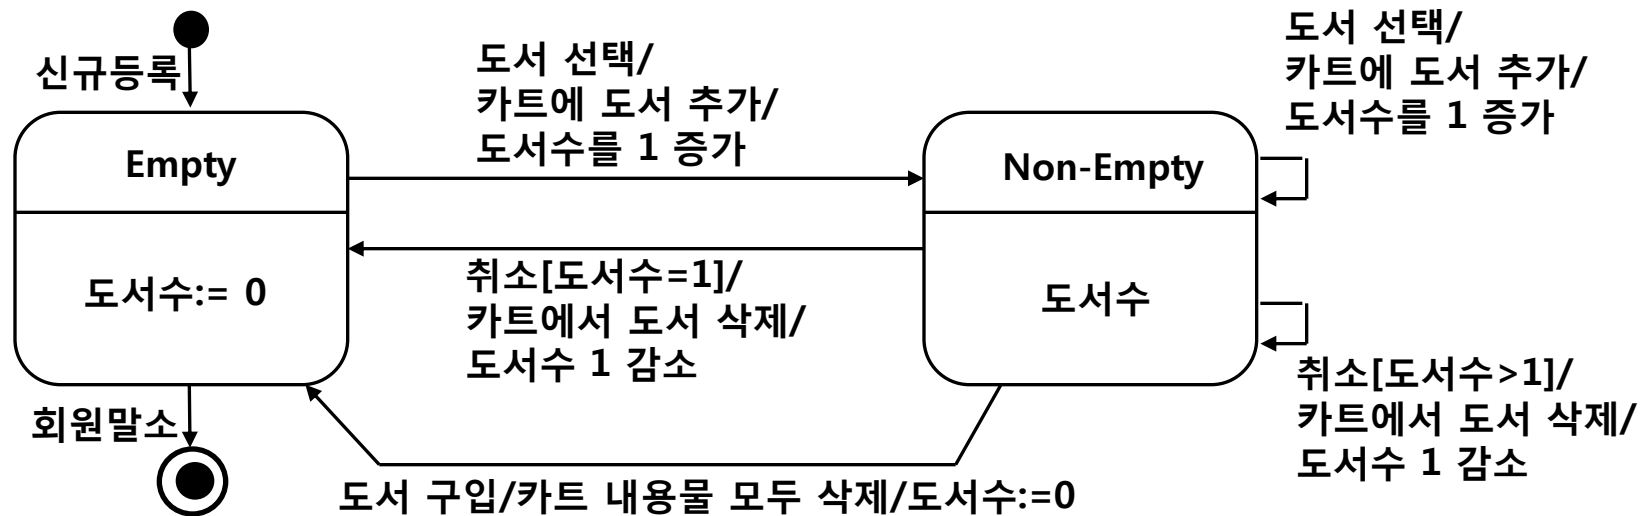 신규등록
Empty
도서수:= 0
회원말소
도서 선택/
카트에 도서 추가/
도서수를 1 증가
취소[도서수=1]/
카트에서 도서 삭제/
도서수 1 감소
Non-Empty
도서수
도서 선택/
카트에 도서 추가/
도서수를 1 증가
취소[도서수>1]/
카트에서 도서 삭제/
도서수 1 감소
도서 구입/카트 내용물 모두 삭제/도서수:=0